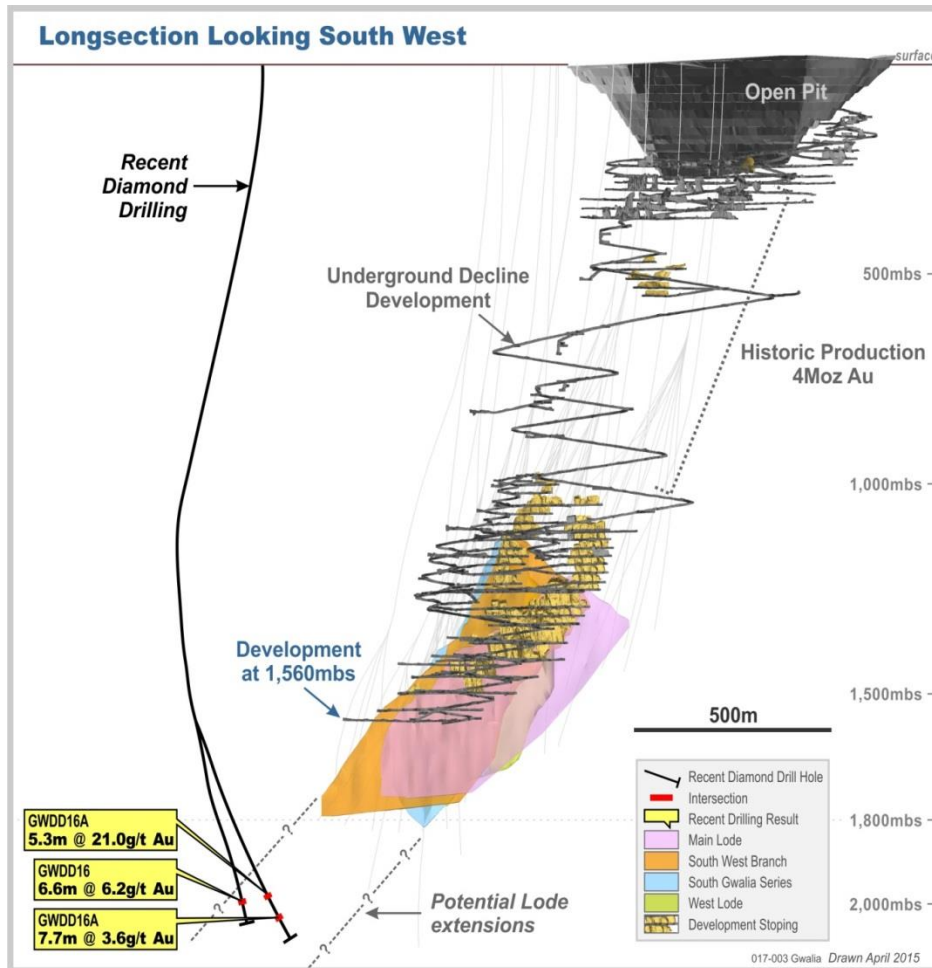 Longsection Looking South West
surface
Open Pit
Recent
Diamond
Drilling
500mbs
Underground Decline
Development
Historic Production
4Moz Au
1,000mbs
Development
at 1,560mbs
1,500mbs
500m
Recent Diamond Drill Hole
Intersection
Recent Drilling Result
Main Lode
South West Branch
South Gwalia Series
West Lode
Development Stoping
GWDD16A
5.3m @ 21.0g/t Au
GWDD16
6.6m @ 6.2g/t Au
GWDD16A
7.7m @ 3.6g/t Au
?
?
?
?
?
?
1,800mbs
Potential Lode
extensions
2,000mbs
017-003 Gwalia Drawn April 2015